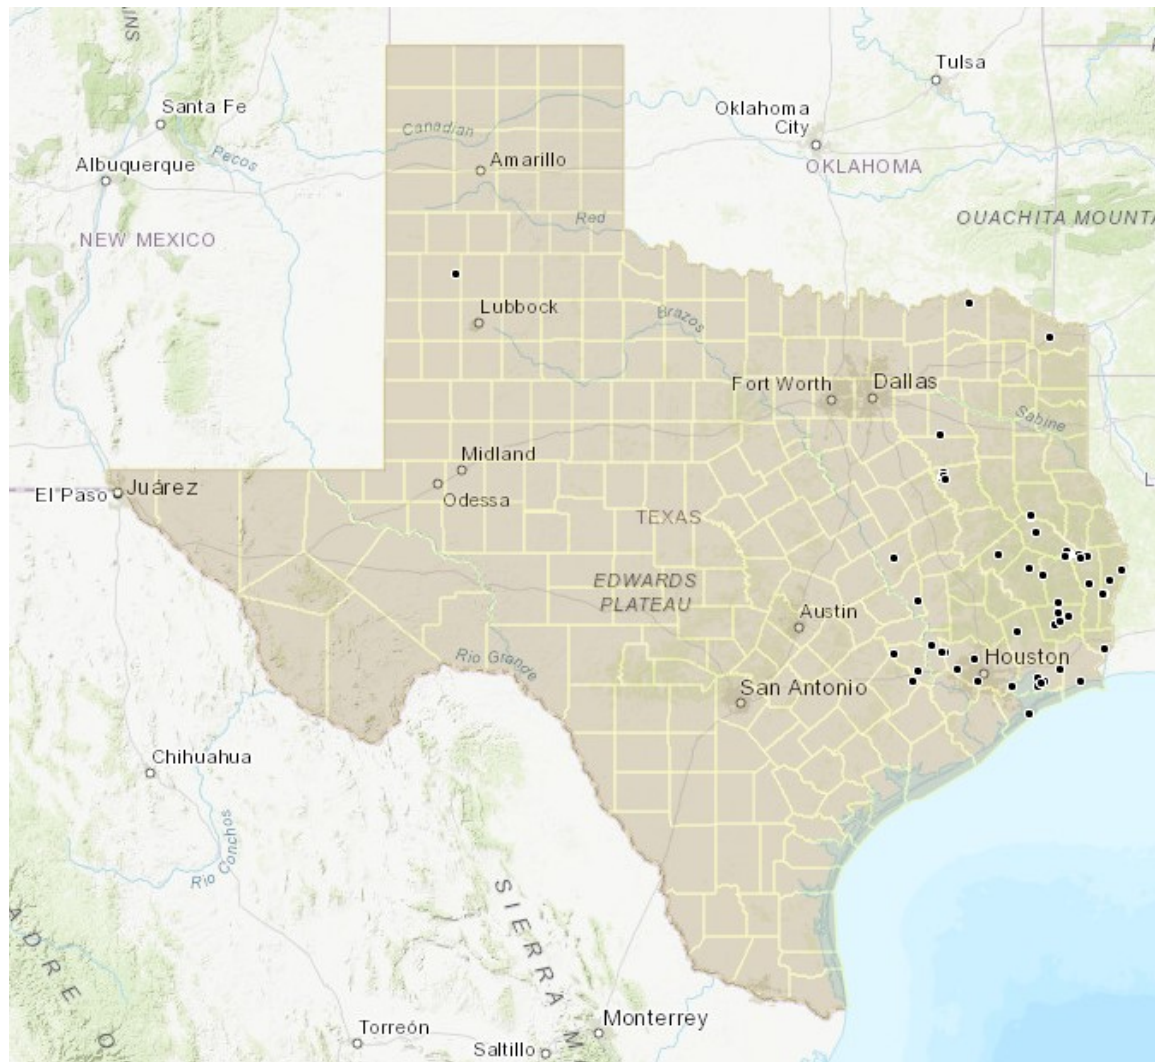 INS
Tulsa
Santa Fe
Oklahoma
City
Canadian
Pecos
Amarillo
Albuquerque
OKLAHOMA
Red
OUACHITA MOUNTA
NEW MEXICO
Lubbock
Brazos
Fort Worth
Dallas
Sabine
Midland
El Paso
Juárez
Odessa
L
TEXAS
EDWARDS
PLATEAU
Austin
Rio Grande
Houston
San Antonio
Chihuahua
Rio Conchos
SIERRA M
ADRE O
Torreón
Monterrey
Saltillo